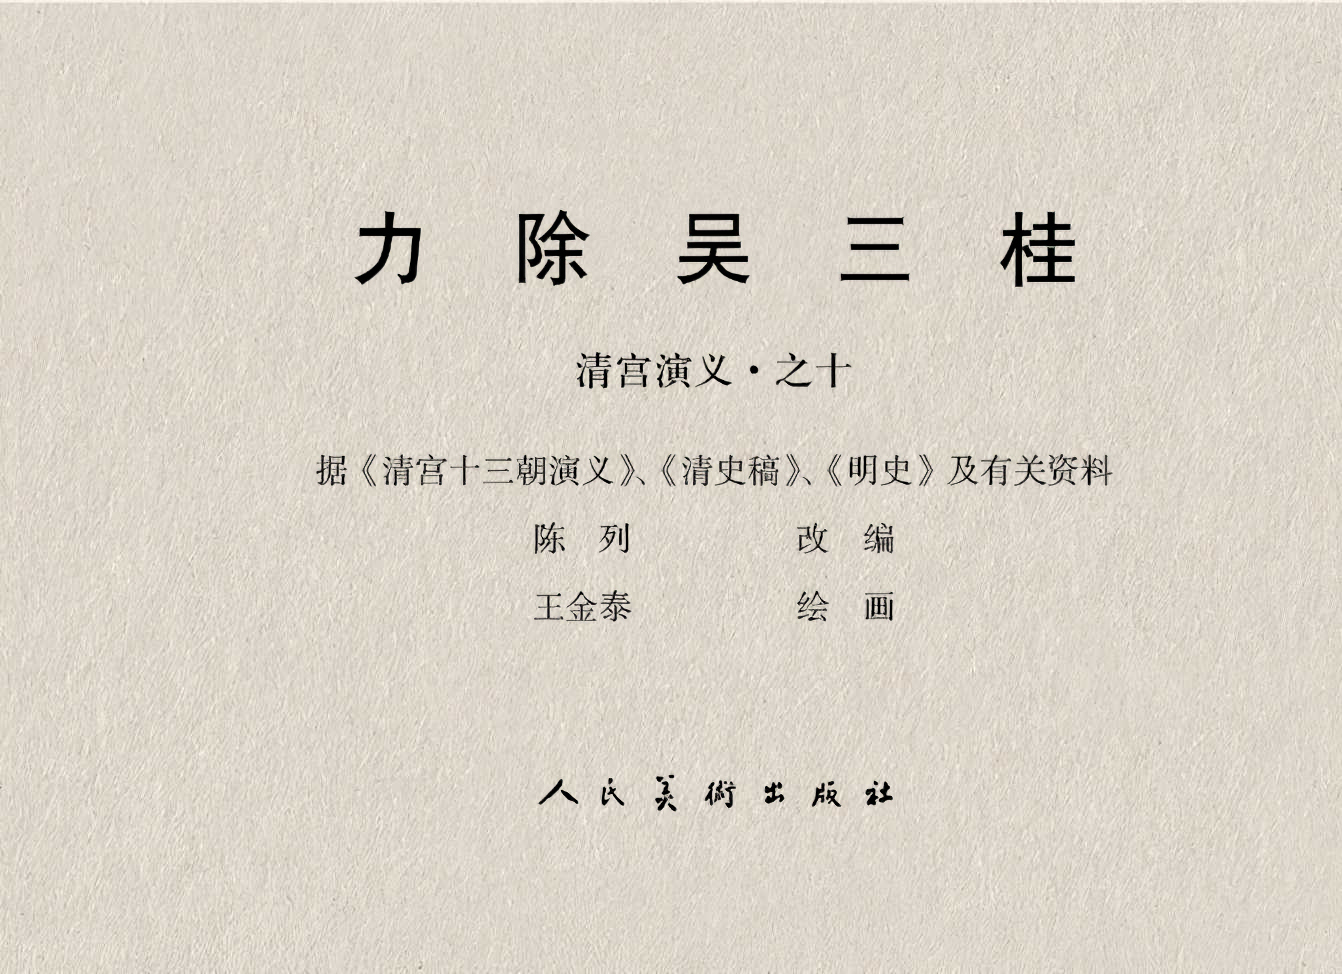 力除吴三桂
清宫演义·之十
据《清宫十三朝演义》、《清史稿》、《明史》及有关资料
陈列 改编
王金泰 绘画
人民美術出版社